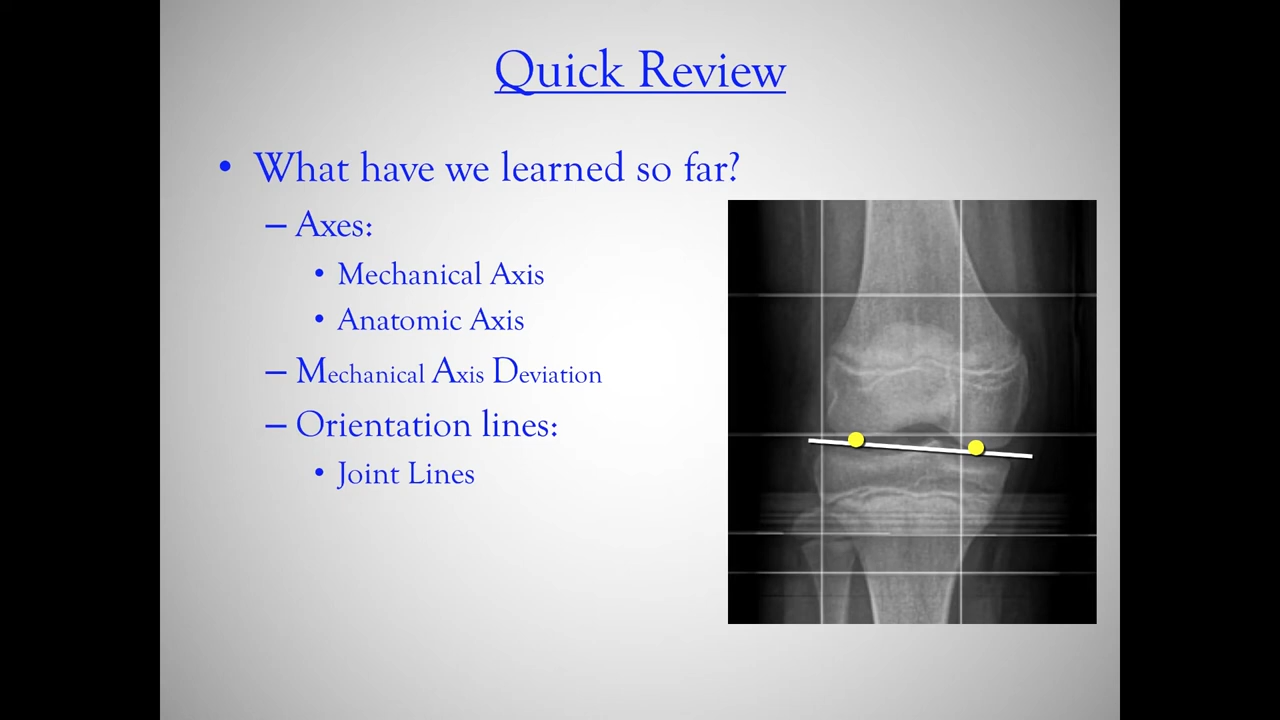 Quick Review
• What have we learned so far?
– Axes:
• Mechanical Axis
• Anatomic Axis
– Mechanical Axis Deviation
– Orientation lines:
• Joint Lines